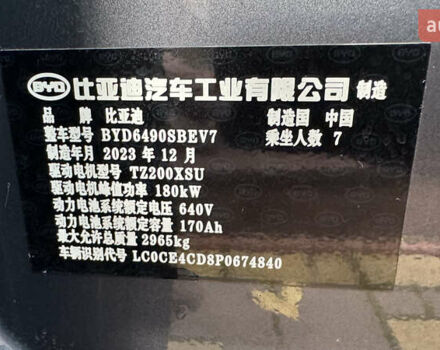 BYD 比亚迪汽车工业有限公司 制造
品 牌 比亚迪 制造国 中国
整车型号 BYD6490SBEV7 乘坐人数 7
制造年月 2023 年 12 月
驱动电机型号 TZ200XSU
驱动电机峰值功率 180kW
动力电池系统额定电压 640V
动力电池系统额定容量 170Ah
最大允许总质量 2965kg
车辆识别代号 LC0CE4CD8P0674840